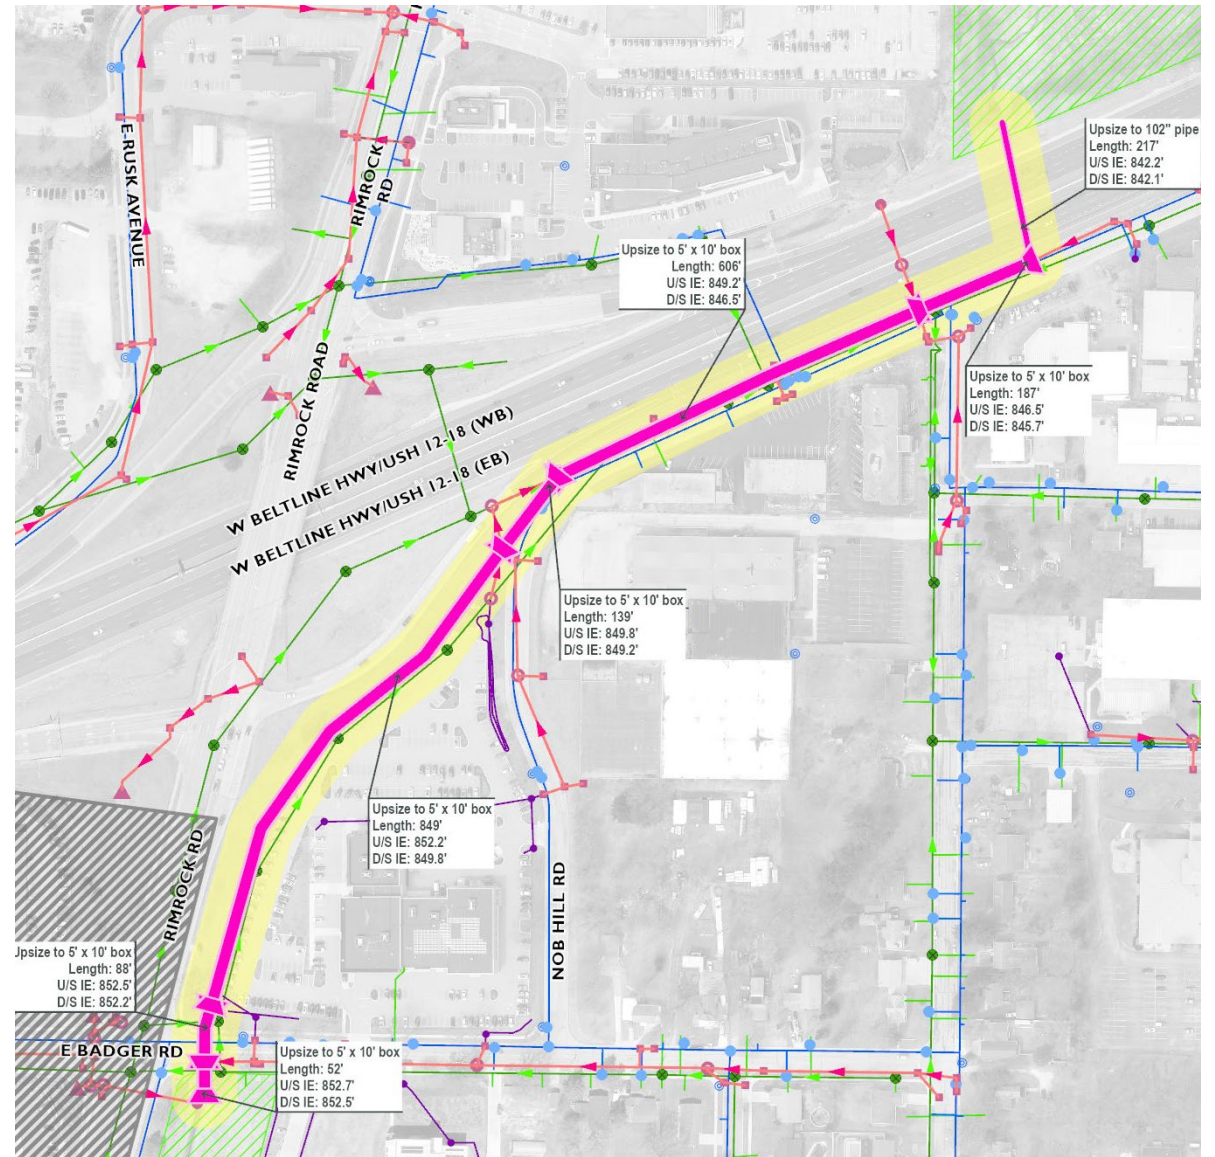 RIMROCK
RD
E RUSK AVENUE
Upsize to 102" pipe
Length: 217'
U/S IE: 842.2'
D/S IE: 842.1'
Upsize to 5' x 10' box
Length: 606'
U/S IE: 849.2'
D/S IE: 846.5'
RIMROCK ROAD
Upsize to 5' x 10' box
Length: 187'
U/S IE: 846.5'
D/S IE: 845.7'
W BELTLINE HWY/USH 12-18 (WB)
W BELTLINE HWY/USH 12-18 (EB)
Upsize to 5' x 10' box
Length: 139'
U/S IE: 849.8'
D/S IE: 849.2'
Upsize to 5' x 10' box
Length: 849'
U/S IE: 852.2'
D/S IE: 849.8'
RIMROCK RD
NOB HILL RD
Upsize to 5' x 10' box
Length: 88'
U/S IE: 852.5'
D/S IE: 852.2'
E BADGER RD
Upsize to 5' x 10' box
Length: 52'
U/S IE: 852.7'
D/S IE: 852.5'